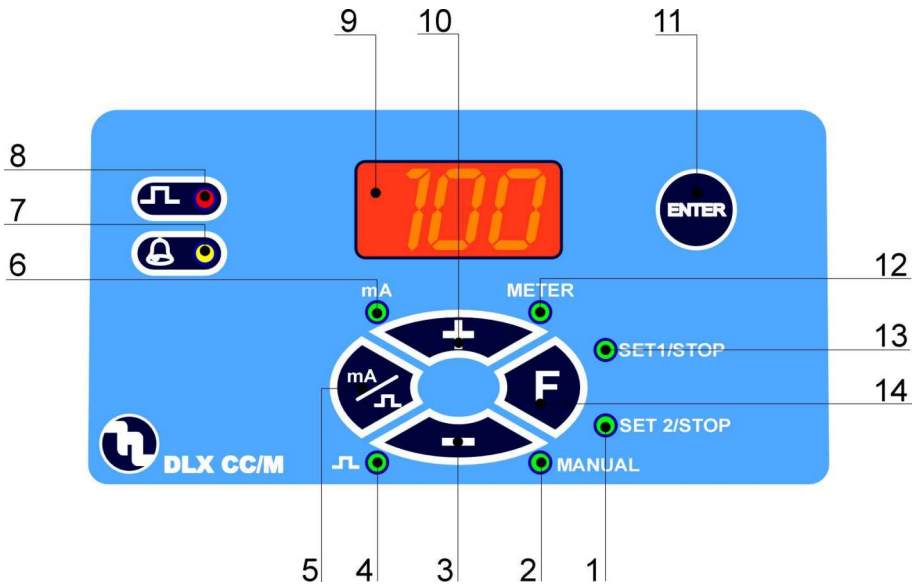 9 10 11
8
7
6
100
ENTER
12
mA METER
13
SET1/STOP
mA
F
14
SET 2/STOP
DLX CC/M
MANUAL
5 4 3 2 1